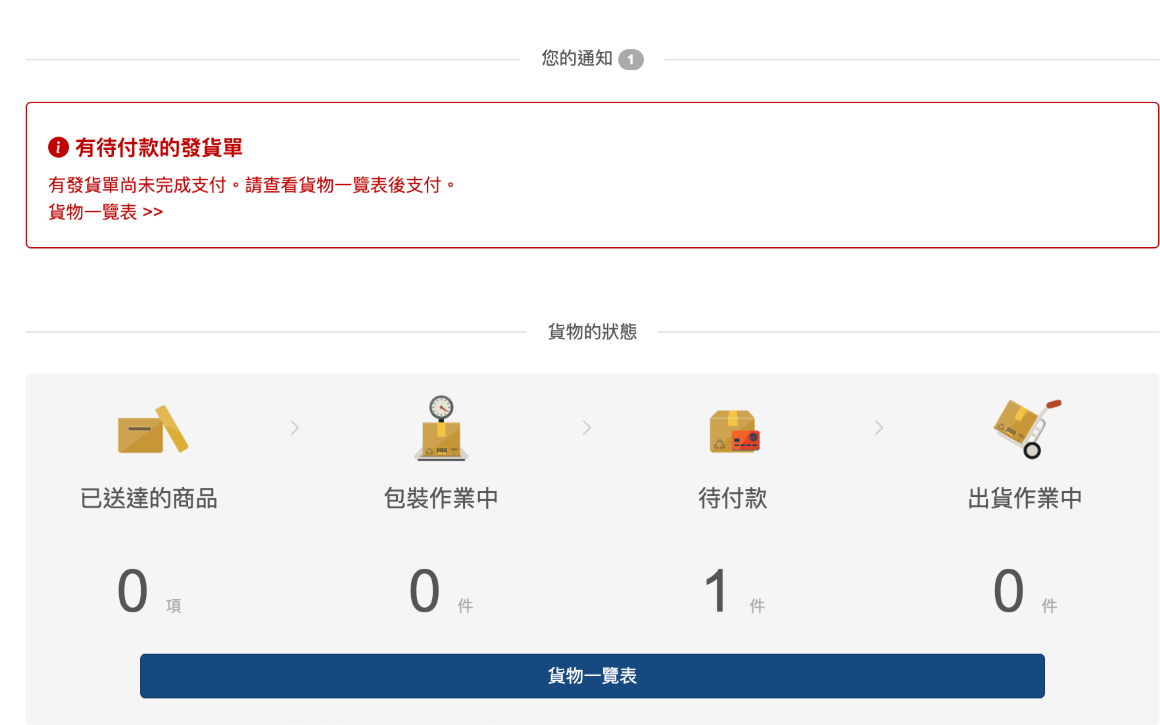 您的通知 1
有待付款的發貨單
有發貨單尚未完成支付。請查看貨物一覽表後支付。
貨物一覽表 >>
貨物的狀態
已送達的商品
包裝作業中
待付款
出貨作業中
0 項
0 件
1 件
0 件
貨物一覽表